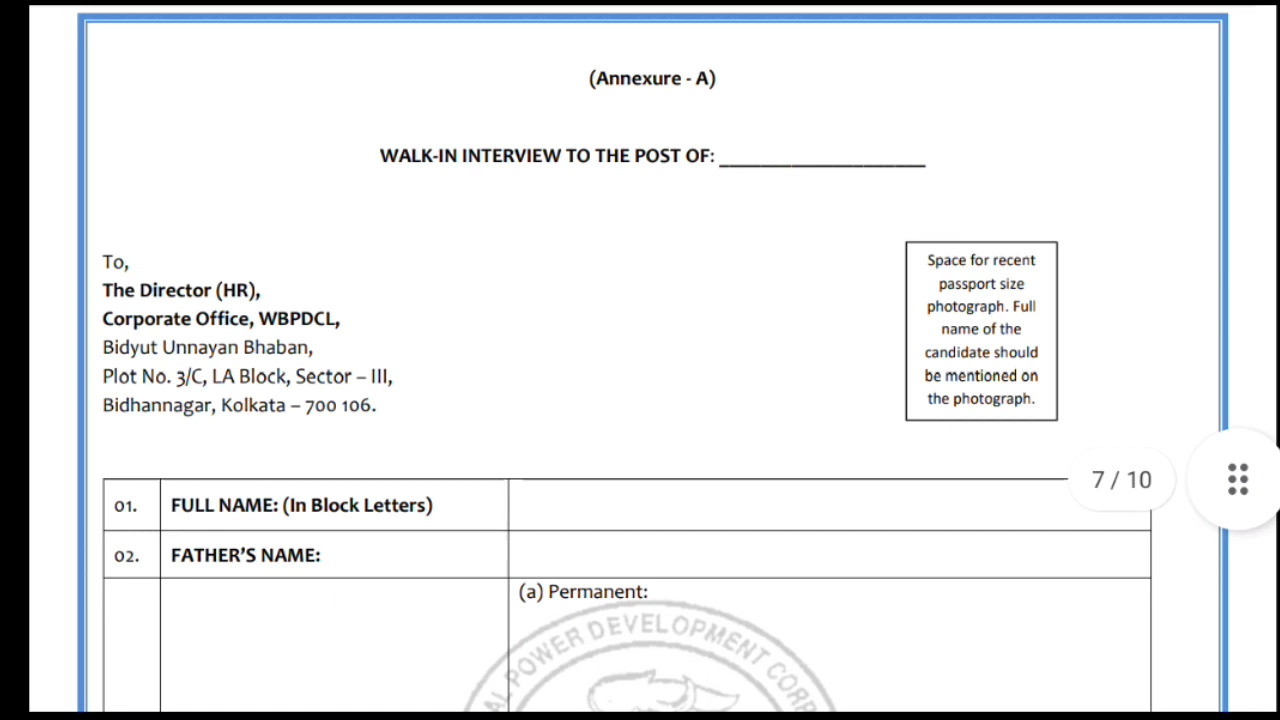 (Annexure - A)
WALK-IN INTERVIEW TO THE POST OF: ____________________
To,
The Director (HR),
Corporate Office, WBPDCL,
Bidyut Unnayan Bhaban,
Plot No. 3/C, LA Block, Sector – III,
Bidhannagar, Kolkata – 700 106.
Space for recent
passport size
photograph. Full
name of the
candidate should
be mentioned on
the photograph.
7 / 10
01. FULL NAME: (In Block Letters)
02. FATHER'S NAME:
(a) Permanent:
POWER DEVELOPMENT